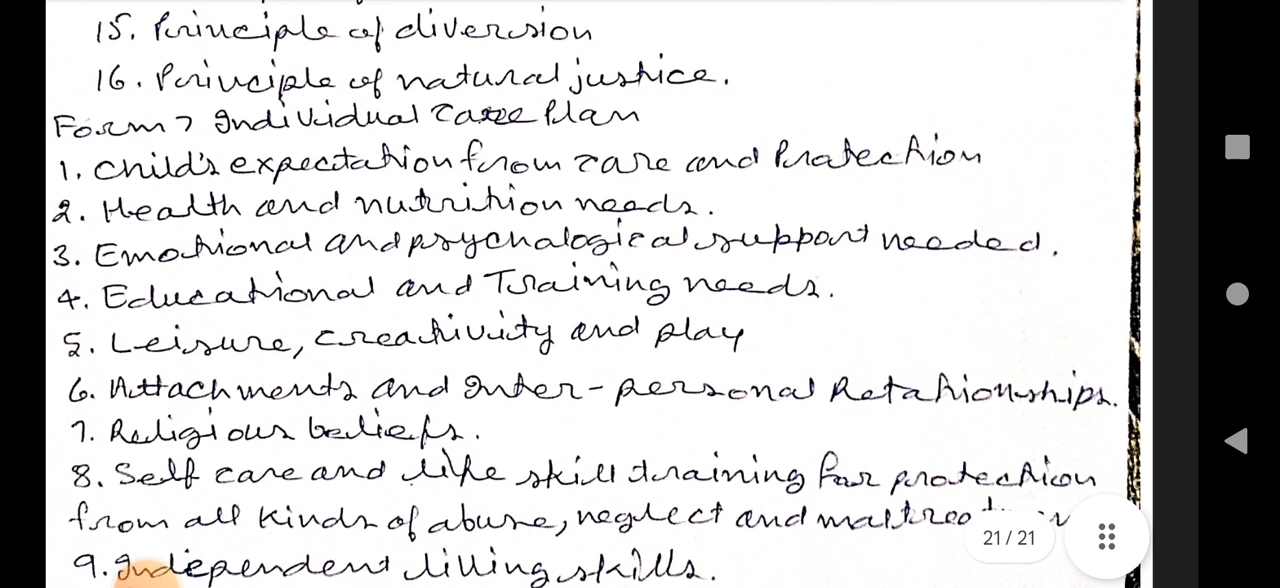 15. Principle of diversion
16. Principle of natural justice.
Form 7 Individual Care Plan
1. Child's expectation from care and Protection
2. Health and nutrition needs.
3. Emotional and psychological support needed.
4. Educational and Training needs.
5. Leisure, creativity and play
6. Attachments and Inter-personal Relationships.
7. Religious beliefs.
8. Self care and life skill training for protection
from all kinds of abuse, neglect and
9. Independent living skills.
21/21